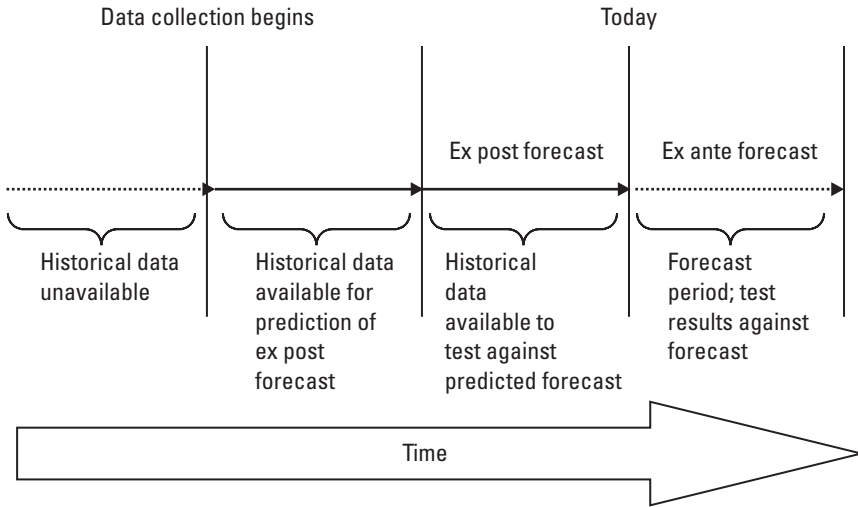 Data collection begins
Today
Ex post forecast
Ex ante forecast
Historical data
unavailable
Historical data
available for
prediction of
ex post
forecast
Historical
data
available to
test against
predicted forecast
Forecast
period; test
results against
forecast
Time